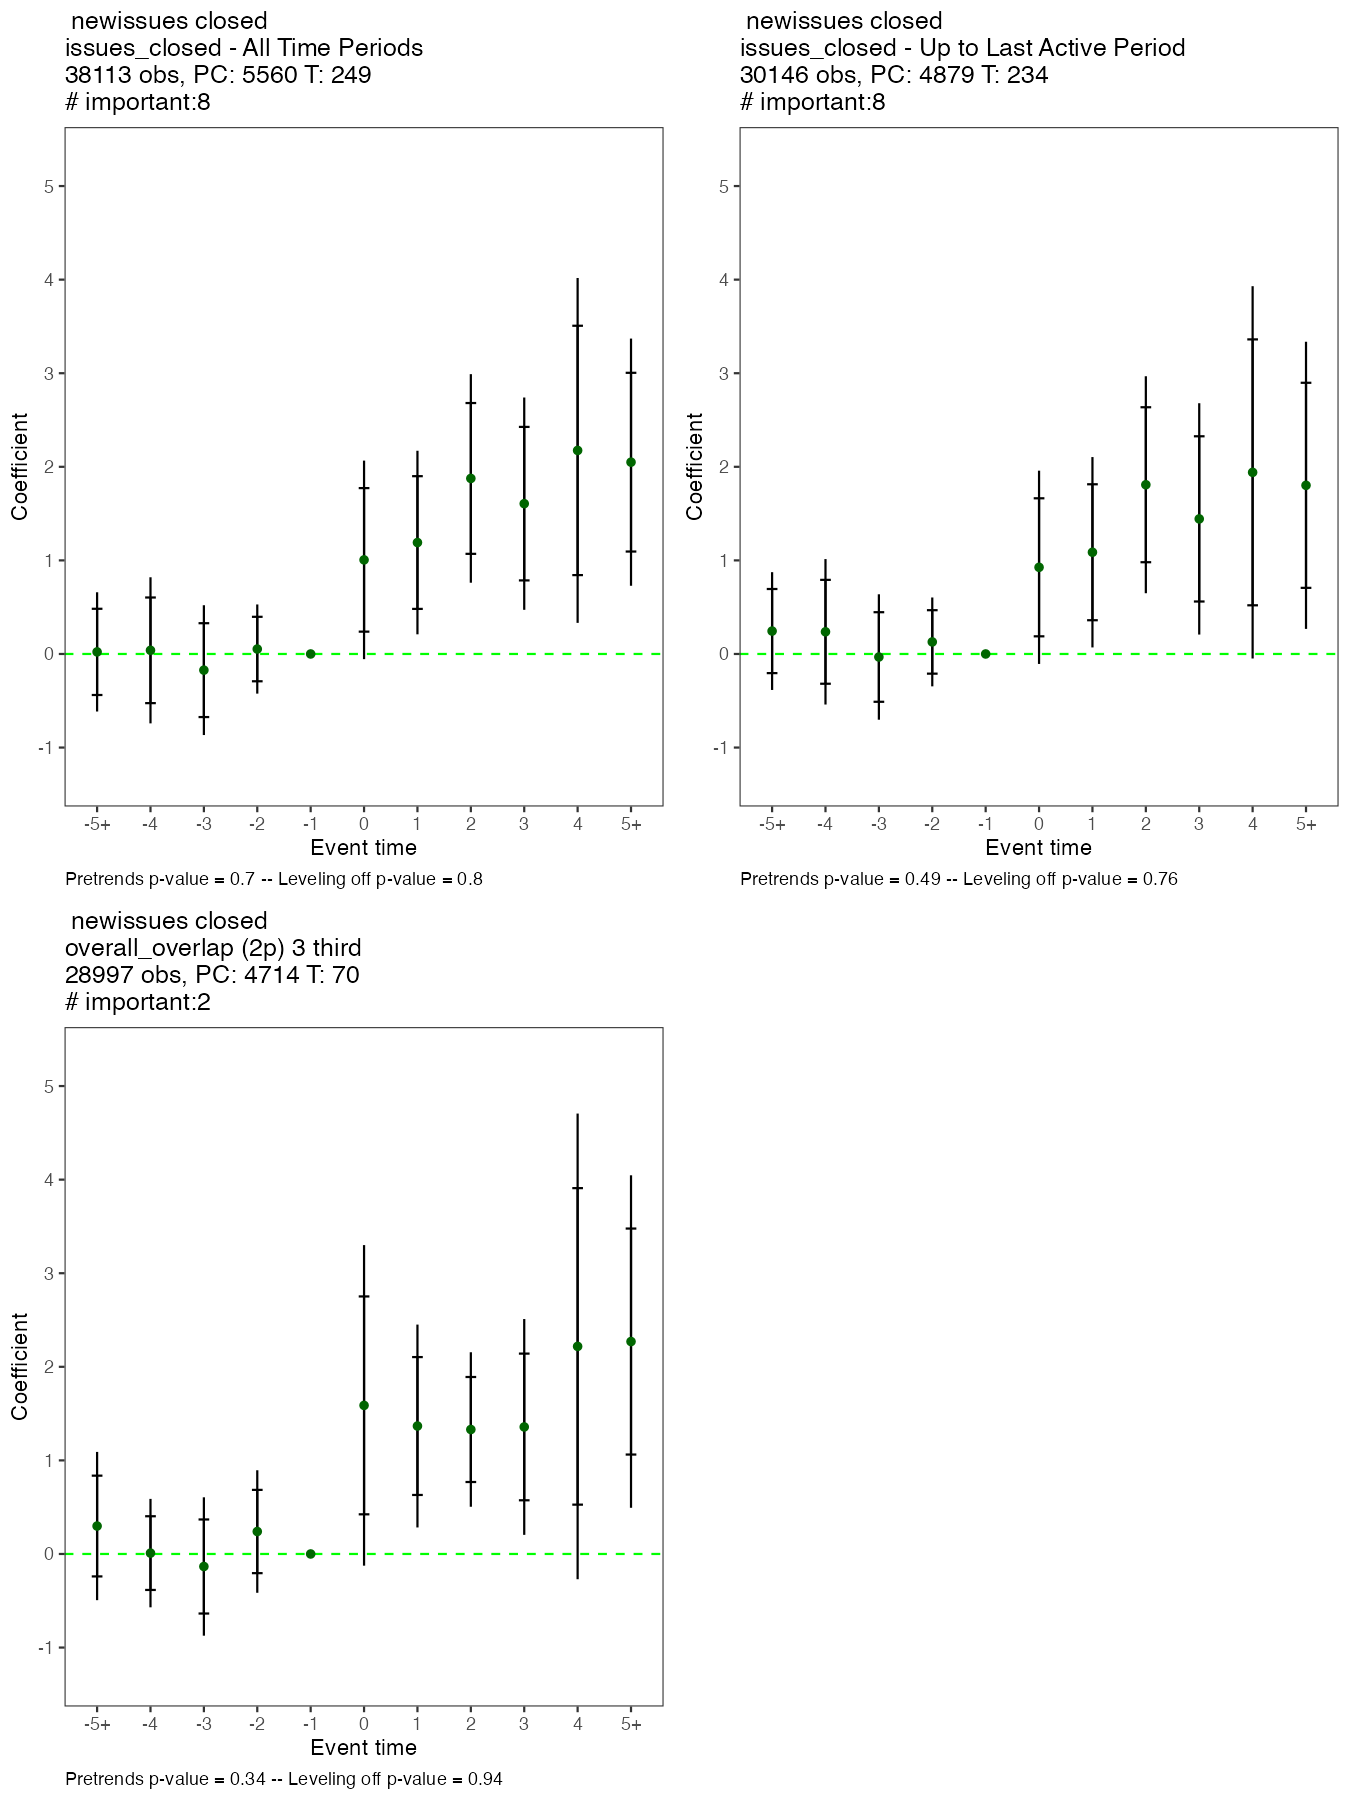 newissues closed
issues_closed - All Time Periods
38113 obs, PC: 5560 T: 249
# important:8
5
4
3
2
1
0
-1
Coefficient
-5+ -4 -3 -2 -1 0 1 2 3 4 5+
Event time
Pretrends p-value = 0.7 -- Leveling off p-value = 0.8
newissues closed
issues_closed - Up to Last Active Period
30146 obs, PC: 4879 T: 234
# important:8
5
4
3
2
1
0
-1
Coefficient
-5+ -4 -3 -2 -1 0 1 2 3 4 5+
Event time
Pretrends p-value = 0.49 -- Leveling off p-value = 0.76
newissues closed
overall_overlap (2p) 3 third
28997 obs, PC: 4714 T: 70
# important:2
5
4
3
2
1
0
-1
Coefficient
-5+ -4 -3 -2 -1 0 1 2 3 4 5+
Event time
Pretrends p-value = 0.34 -- Leveling off p-value = 0.94